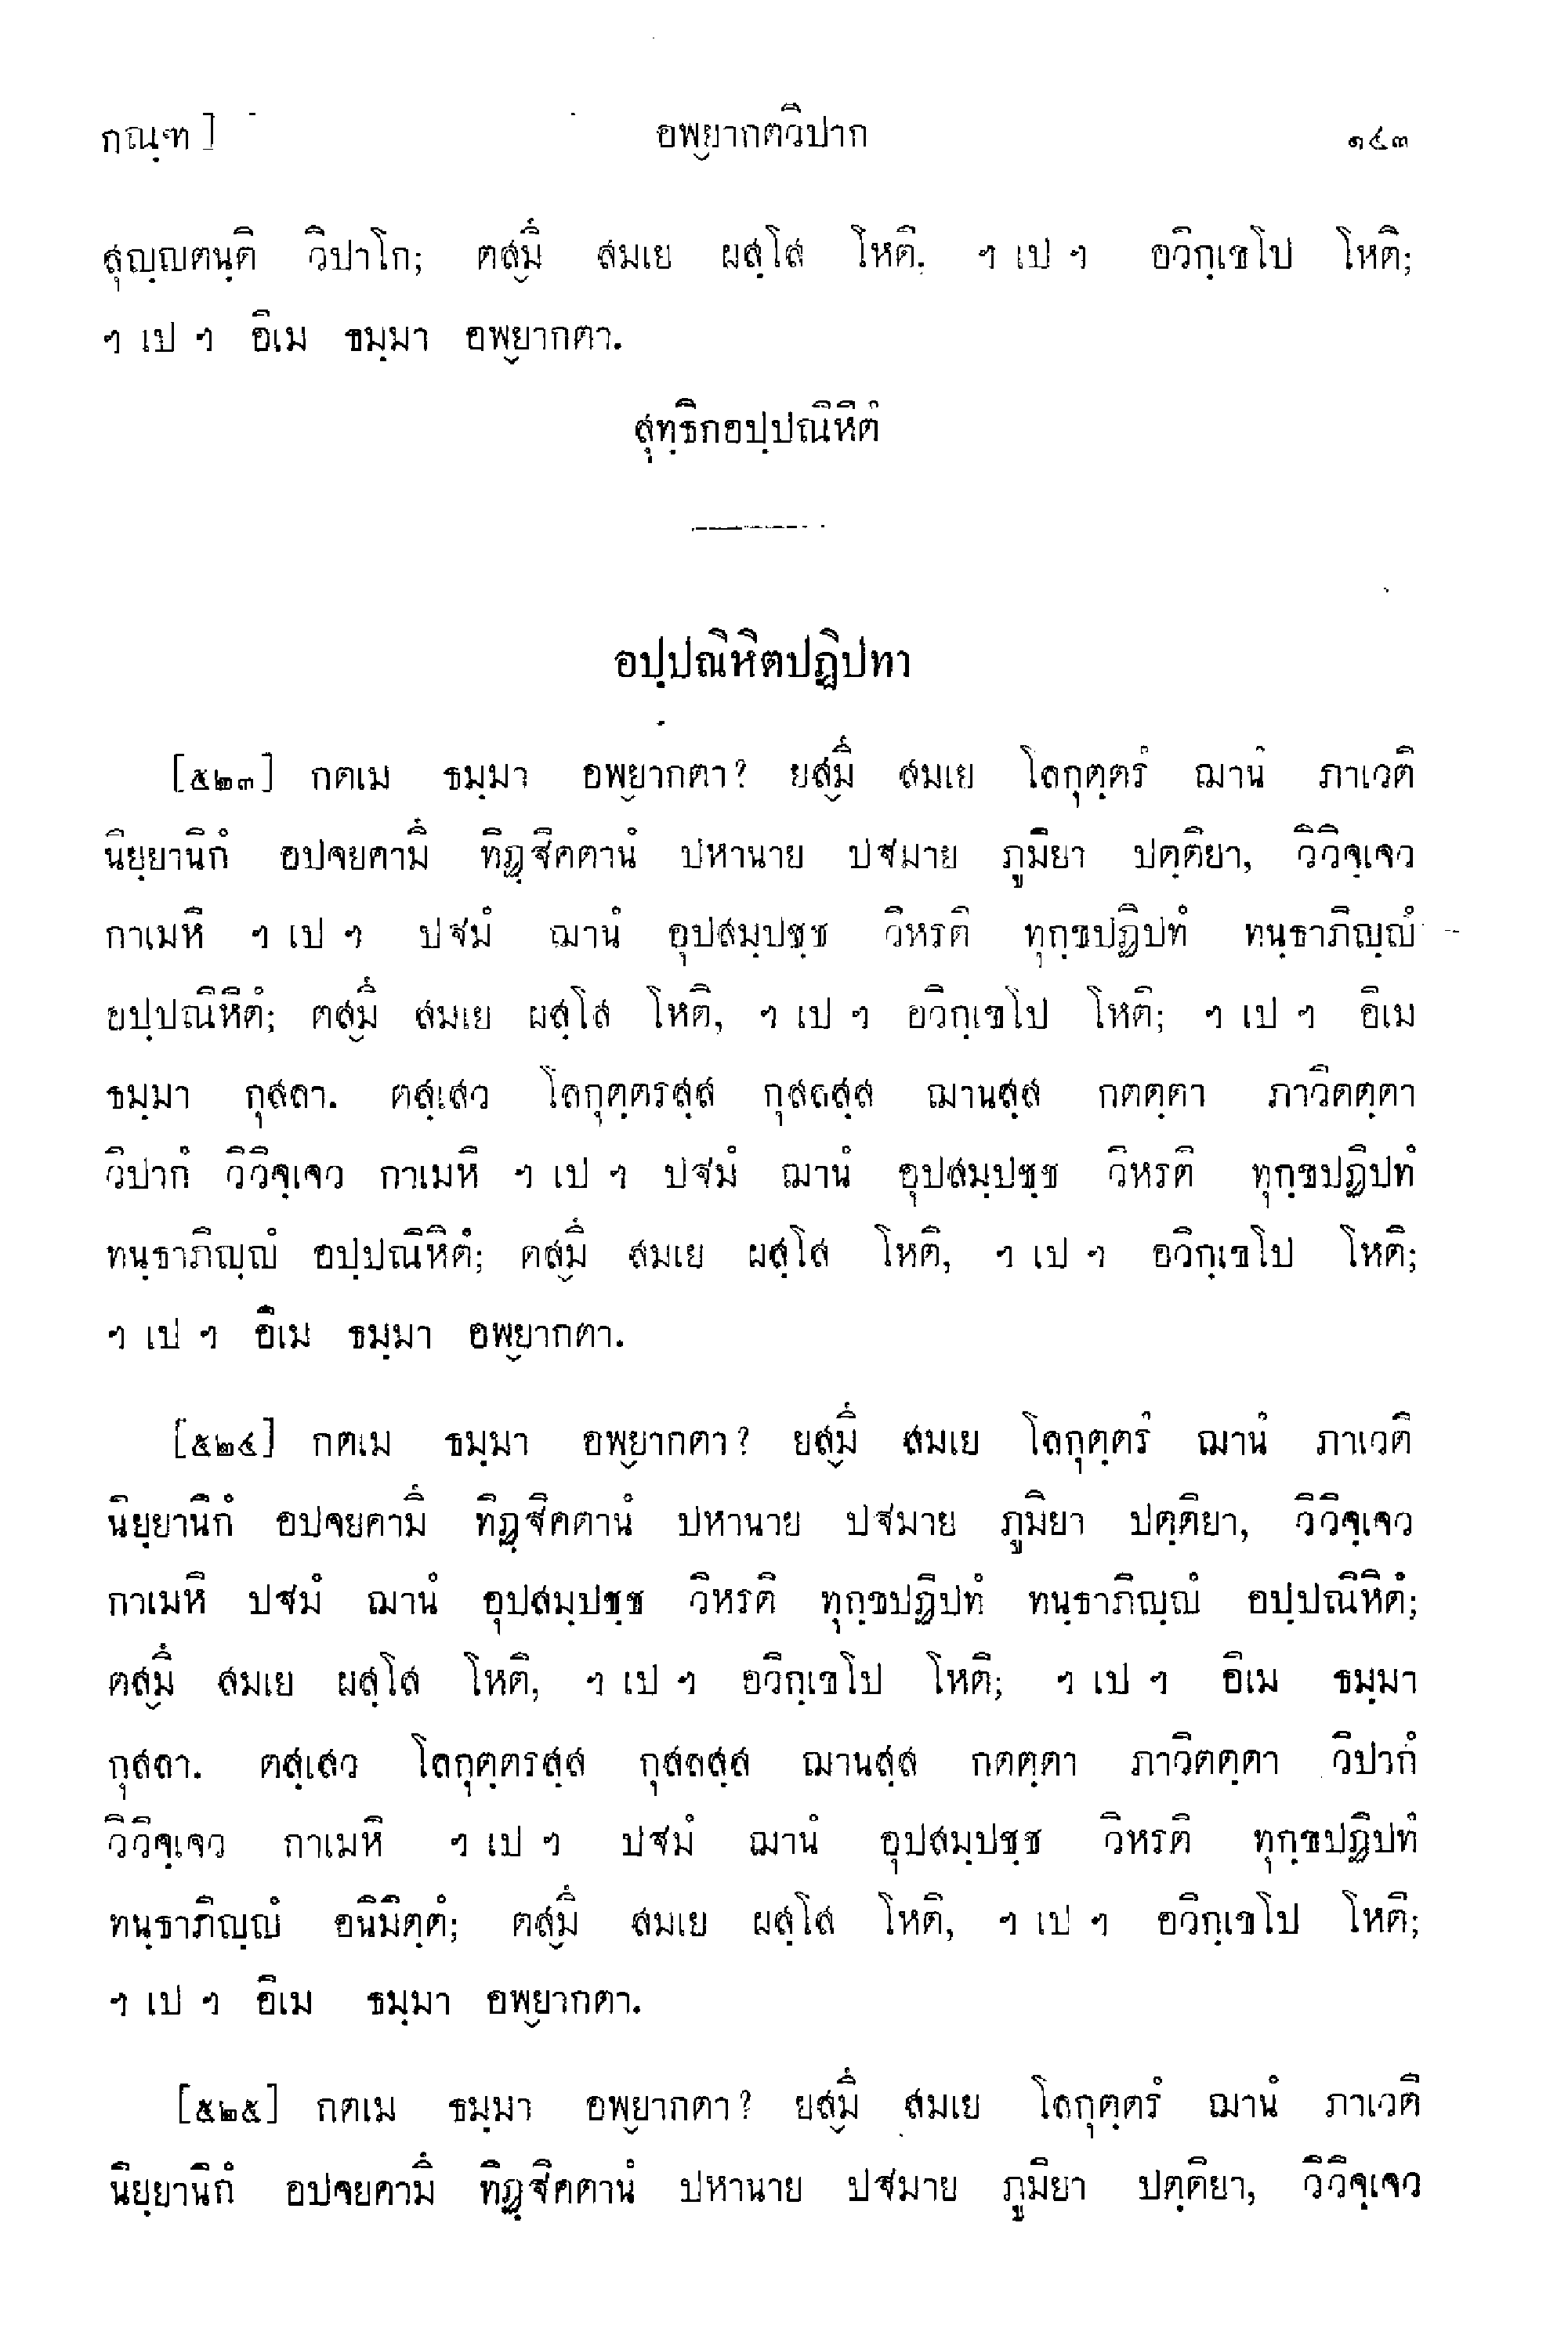 กณฺฑ] อพ๎ยากตวิปาก ๑๔๓
สุญฺญตนฺติ วิปาโก; ตส๎มึ สมเย ผสฺโส โหติ. ฯ เป ฯ อวิกฺเขโป โหติ;
ฯ เป ฯ อิเม ธมฺมา อพ๎ยากตา.
สุทฺธิกอปฺปณิหิตํ
อปฺปณิหิตปฏิปทา
[๕๒๓] กตเม ธมฺมา อพ๎ยากตา? ยส๎มึ สมเย โลกุตฺตรํ ฌานํ ภาเวติ
นิยฺยานิกํ อปจยคามึ ทิฏฺฐิคตานํ ปหานาย ปฐมาย ภูมิยา ปตฺติยา, วิวิจฺเจว
กาเมหิ ฯ เป ฯ ปฐมํ ฌานํ อุปสมฺปชฺช วิหรติ ทุกฺขปฏิปทํ ทนฺธาภิญฺญํ
อปฺปณิหิตํ; ตส๎มึ สมเย ผสฺโส โหติ, ฯ เป ฯ อวิกฺเขโป โหติ; ฯ เป ฯ อิเม
ธมฺมา กุสลา. ตสฺเสว โลกุตฺตรสฺส กุสลสฺส ฌานสฺส กตตฺตา ภาวิตตฺตา
วิปากํ วิวิจฺเจว กาเมหิ ฯ เป ฯ ปฐมํ ฌานํ อุปสมฺปชฺช วิหรติ ทุกฺขปฏิปทํ
ทนฺธาภิญฺญํ อปฺปณิหิตํ; ตส๎มึ สมเย ผสฺโส โหติ, ฯ เป ฯ อวิกฺเขโป โหติ;
ฯ เป ฯ อิเม ธมฺมา อพ๎ยากตา.
[๕๒๔] กตเม ธมฺมา อพ๎ยากตา? ยส๎มึ สมเย โลกุตฺตรํ ฌานํ ภาเวติ
นิยฺยานิกํ อปจยคามึ ทิฏฺฐิคตานํ ปหานาย ปฐมาย ภูมิยา ปตฺติยา, วิวิจฺเจว
กาเมหิ ปฐมํ ฌานํ อุปสมฺปชฺช วิหรติ ทุกฺขปฏิปทํ ทนฺธาภิญฺญํ อปฺปณิหิตํ;
ตส๎มึ สมเย ผสฺโส โหติ, ฯ เป ฯ อวิกฺเขโป โหติ; ฯ เป ฯ อิเม ธมฺมา
กุสลา. ตสฺเสว โลกุตฺตรสฺส กุสลสฺส ฌานสฺส กตตฺตา ภาวิตตฺตา วิปากํ
วิวิจฺเจว กาเมหิ ฯ เป ฯ ปฐมํ ฌานํ อุปสมฺปชฺช วิหรติ ทุกฺขปฏิปทํ
ทนฺธาภิญฺญํ อนิมิตฺตํ; ตส๎มึ สมเย ผสฺโส โหติ, ฯ เป ฯ อวิกฺเขโป โหติ;
ฯ เป ฯ อิเม ธมฺมา อพ๎ยากตา.
[๕๒๕] กตเม ธมฺมา อพ๎ยากตา? ยส๎มึ สมเย โลกุตฺตรํ ฌานํ ภาเวติ
นิยฺยานิกํ อปจยคามึ ทิฏฺฐิคตานํ ปหานาย ปฐมาย ภูมิยา ปตฺติยา, วิวิจฺเจว